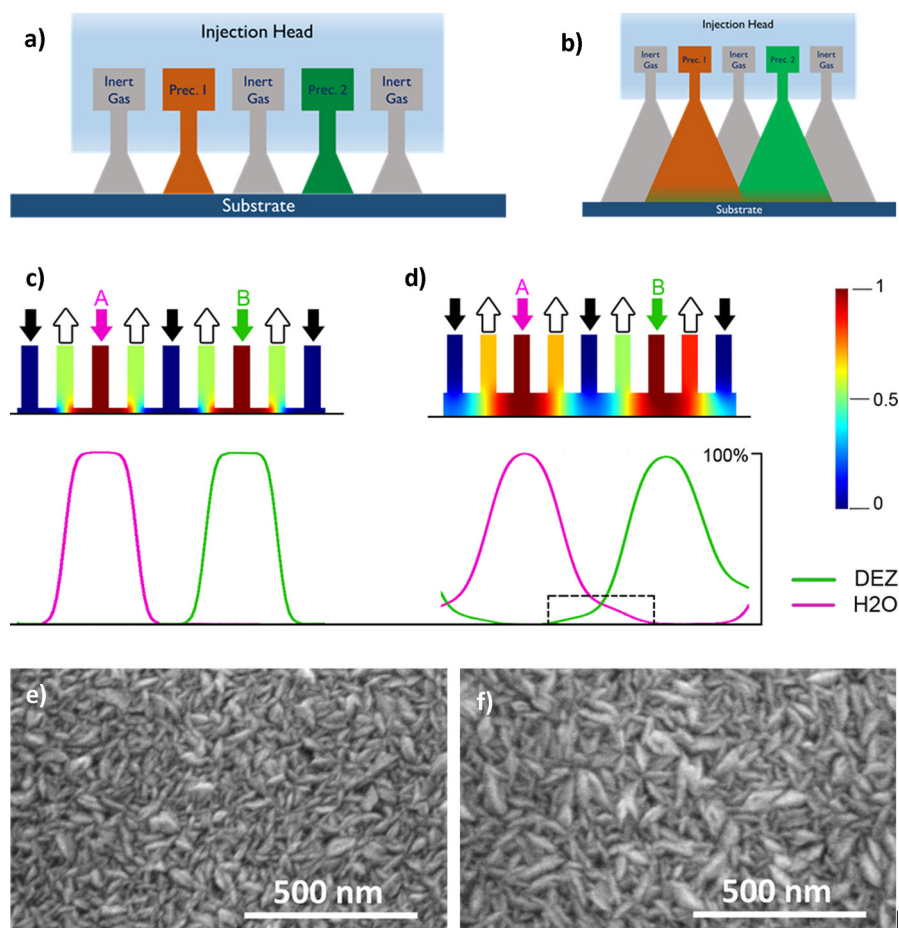 a)
Injection Head
Inert
Gas
Prec. 1
Inert
Gas
Prec. 2
Inert
Gas
Substrate
b)
Injection Head
Inert
Gas
Prec. 1
Inert
Gas
Prec. 2
Inert
Gas
Substrate
c)
A
B
d)
A
B
1
0.5
0
100%
DEZ
H2O
e)
500 nm
f)
500 nm